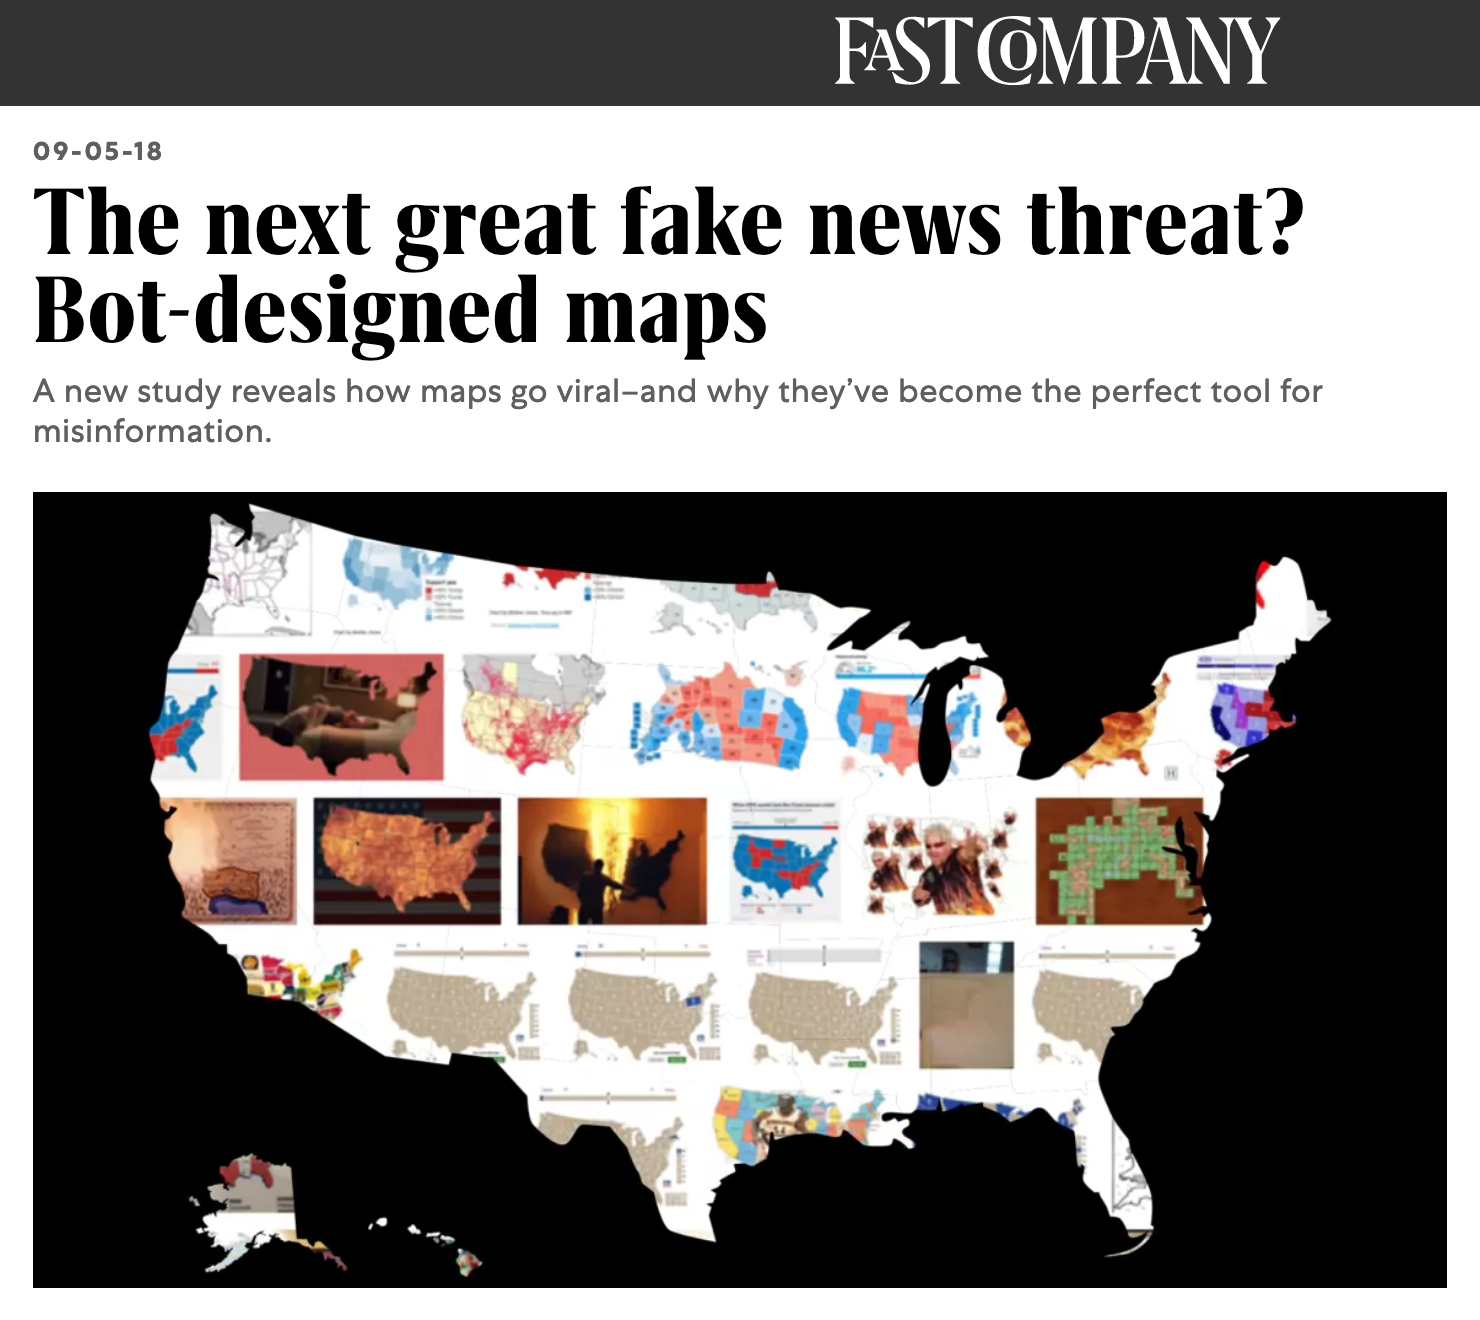 FAST COMPANY
09-05-18
The next great fake news threat?
Bot-designed maps
A new study reveals how maps go viral–and why they’ve become the perfect tool for
misinformation.
H